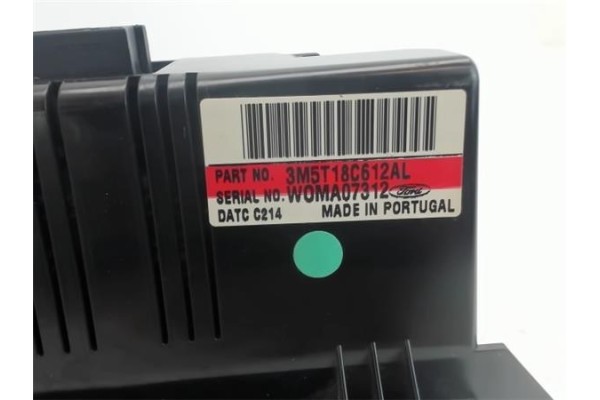 PART NO. 3M5T18C612AL
SERIAL NO. WOMA07312 Ford
DATC C214 MADE IN PORTUGAL